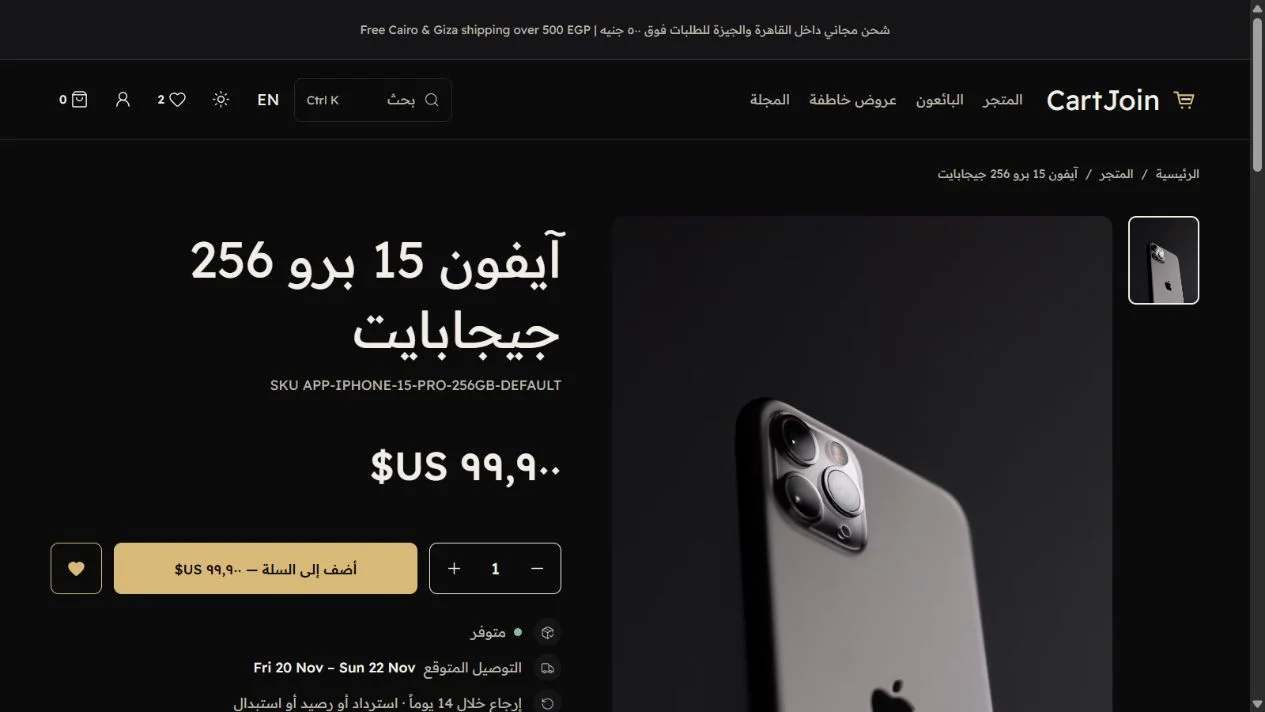 شحن مجاني داخل القاهرة والجيزة للطلبات فوق ٥٠٠ جنيه | Free Cairo & Giza shipping over 500 EGP
CartJoin
المتجر
البائعون
عروض خاطفة
المجلة
بحث Ctrl K
EN
2
0
الرئيسية / المتجر / آيفون 15 برو 256 جيجابايت
آيفون 15 برو 256
جيجابايت
SKU APP-IPHONE-15-PRO-256GB-DEFAULT
٩٩,٩٠٠ US$
1
أضف إلى السلة — ٩٩,٩٠٠ US$
متوفر
التوصيل المتوقع Fri 20 Nov – Sun 22 Nov
إرجاع خلال 14 يوماً · استرداد أو رصيد أو استبدال